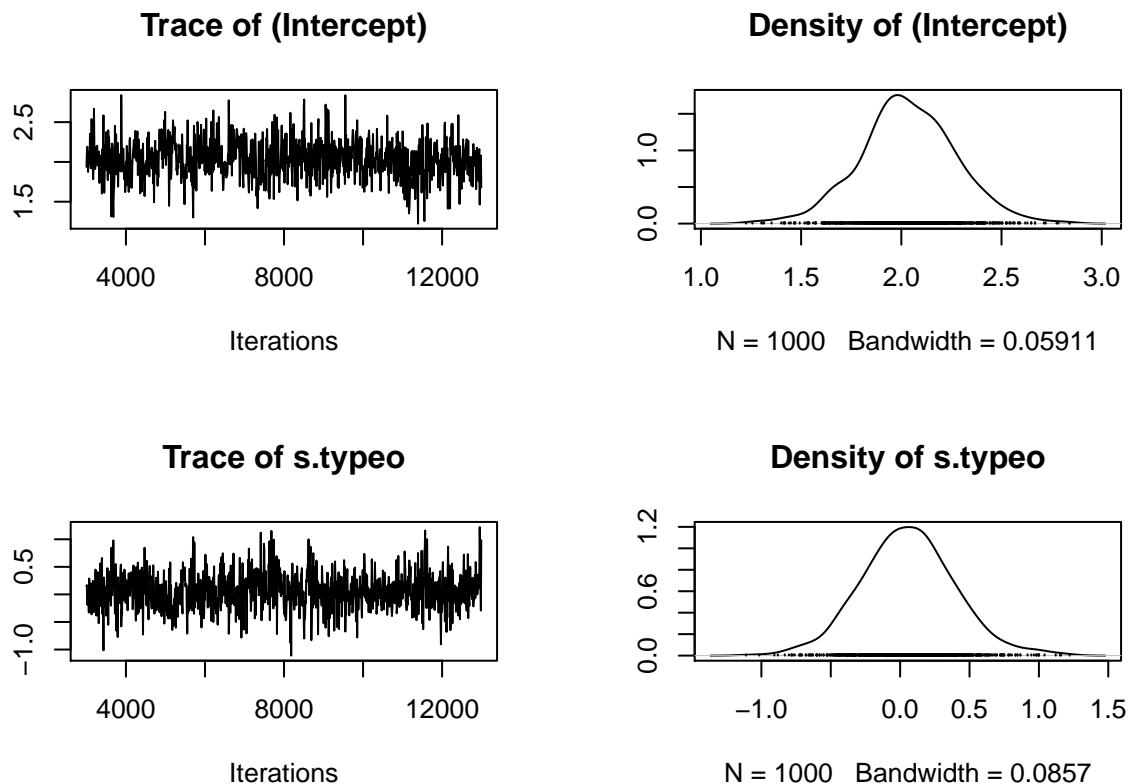 Trace of (Intercept)
2.5
1.5
4000 8000 12000
Iterations
Density of (Intercept)
1.0
0.0
1.0 1.5 2.0 2.5 3.0
N = 1000 Bandwidth = 0.05911
Trace of s.typeo
0.5
−1.0
4000 8000 12000
Iterations
Density of s.typeo
1.2
0.6
0.0
−1.0 0.0 0.5 1.0 1.5
N = 1000 Bandwidth = 0.0857